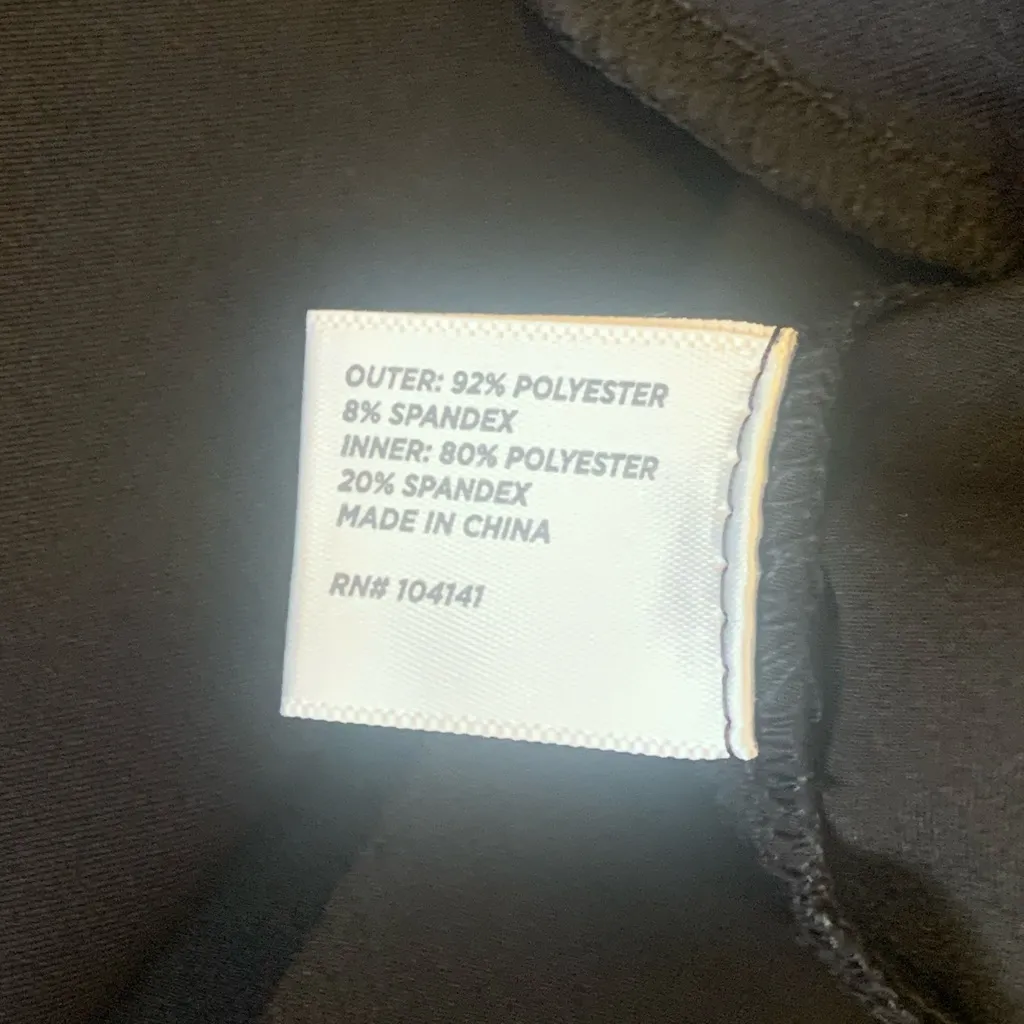 OUTER: 92% POLYESTER
8% SPANDEX
INNER: 80% POLYESTER
20% SPANDEX
MADE IN CHINA
RN# 104141